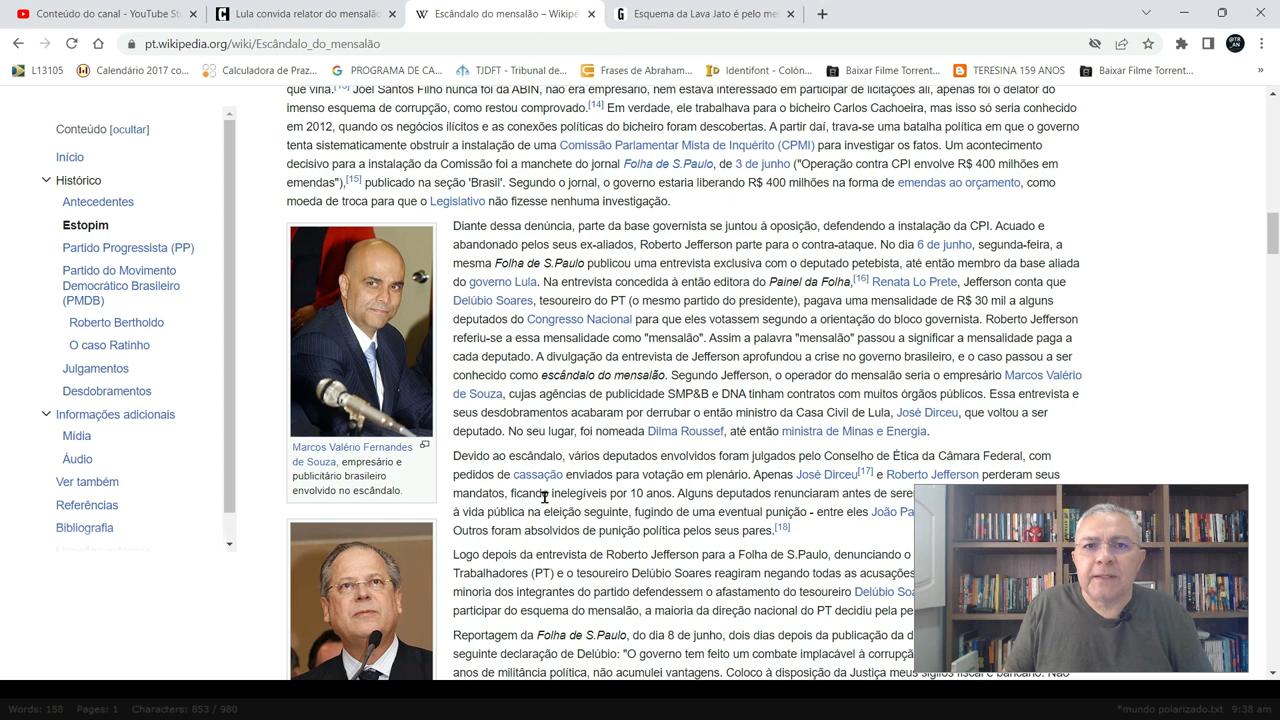 Conteúdo do canal - YouTube St
Lula convida relator do mensalão
Escândalo do mensalão – Wikipé
Esquema da Lava Jato é pelo me
pt.wikipedia.org/wiki/Escândalo_do_mensalão
L13105
Calendário 2017 co...
Calculadora de Praz...
PROGRAMA DE CA...
TJDFT - Tribunal de...
Frases de Abraham...
Identifont - Colón...
Baixar Filme Torrent...
TERESINA 159 ANOS
Baixar Filme Torrent...
»
Conteúdo [ocultar]
Início
Histórico
Antecedentes
Estopim
Partido Progressista (PP)
Partido do Movimento
Democrático Brasileiro
(PMDB)
Roberto Bertholdo
O caso Ratinho
Julgamentos
Desdobramentos
Informações adicionais
Mídia
Áudio
Ver também
Referências
Bibliografia
que viria. Joel Santos Filho nunca foi da ABIN, não era empresário, nem estava interessado em participar de licitações ali, apenas foi o delator do
imenso esquema de corrupção, como restou comprovado.[14] Em verdade, ele trabalhava para o bicheiro Carlos Cachoeira, mas isso só seria conhecido
em 2012, quando os negócios ilícitos e as conexões políticas do bicheiro foram descobertas. A partir daí, trava-se uma batalha política em que o governo
tenta sistematicamente obstruir a instalação de uma Comissão Parlamentar Mista de Inquérito (CPMI) para investigar os fatos. Um acontecimento
decisivo para a instalação da Comissão foi a manchete do jornal Folha de S.Paulo, de 3 de junho ("Operação contra CPI envolve R$ 400 milhões em
emendas"),[15] publicado na seção 'Brasil'. Segundo o jornal, o governo estaria liberando R$ 400 milhões na forma de emendas ao orçamento, como
moeda de troca para que o Legislativo não fizesse nenhuma investigação.
Diante dessa denúncia, parte da base governista se juntou à oposição, defendendo a instalação da CPI. Acuado e
abandonado pelos seus ex-aliados, Roberto Jefferson parte para o contra-ataque. No dia 6 de junho, segunda-feira, a
mesma Folha de S.Paulo publicou uma entrevista exclusiva com o deputado petebista, até então membro da base aliada
do governo Lula. Na entrevista concedida à então editora do Painel da Folha,[16] Renata Lo Prete, Jefferson conta que
Delúbio Soares, tesoureiro do PT (o mesmo partido do presidente), pagava uma mensalidade de R$ 30 mil a alguns
deputados do Congresso Nacional para que eles votassem segundo a orientação do bloco governista. Roberto Jefferson
referiu-se a essa mensalidade como "mensalão". Assim a palavra "mensalão" passou a significar a mensalidade paga a
cada deputado. A divulgação da entrevista de Jefferson aprofundou a crise no governo brasileiro, e o caso passou a ser
conhecido como escândalo do mensalão. Segundo Jefferson, o operador do mensalão seria o empresário Marcos Valério
de Souza, cujas agências de publicidade SMP&B e DNA tinham contratos com muitos órgãos públicos. Essa entrevista e
seus desdobramentos acabaram por derrubar o então ministro da Casa Civil de Lula, José Dirceu, que voltou a ser
deputado. No seu lugar, foi nomeada Dilma Roussef, até então ministra de Minas e Energia.
Marcos Valério Fernandes
de Souza, empresário e
publicitário brasileiro
envolvido no escândalo.
Devido ao escândalo, vários deputados envolvidos foram julgados pelo Conselho de Ética da Câmara Federal, com
pedidos de cassação enviados para votação em plenário. Apenas José Dirceu[17] e Roberto Jefferson perderam seus
mandatos, ficando inelegíveis por 10 anos. Alguns deputados renunciaram antes de sere
à vida pública na eleição seguinte, fugindo de uma eventual punição - entre eles João Pa
Outros foram absolvidos de punição política pelos seus pares.[18]
Logo depois da entrevista de Roberto Jefferson para a Folha de S.Paulo, denunciando o
Trabalhadores (PT) e o tesoureiro Delúbio Soares reagiram negando todas as acusações
minoria dos integrantes do partido defendessem o afastamento do tesoureiro Delúbio Soa
participar do esquema do mensalão, a maioria da direção nacional do PT decidiu pela pe
Reportagem da Folha de S.Paulo, do dia 8 de junho, dois dias depois da publicação da d
seguinte declaração de Delúbio: "O governo tem feito um combate implacável à corrupçã
anos de militância política, não acumulei vantagens. Coloco à disposição da Justiça meus sigilos fiscal e bancário. Não
Words: 158 Pages: 1 Characters: 853 / 980
*mundo polarizado.txt 9:38 am